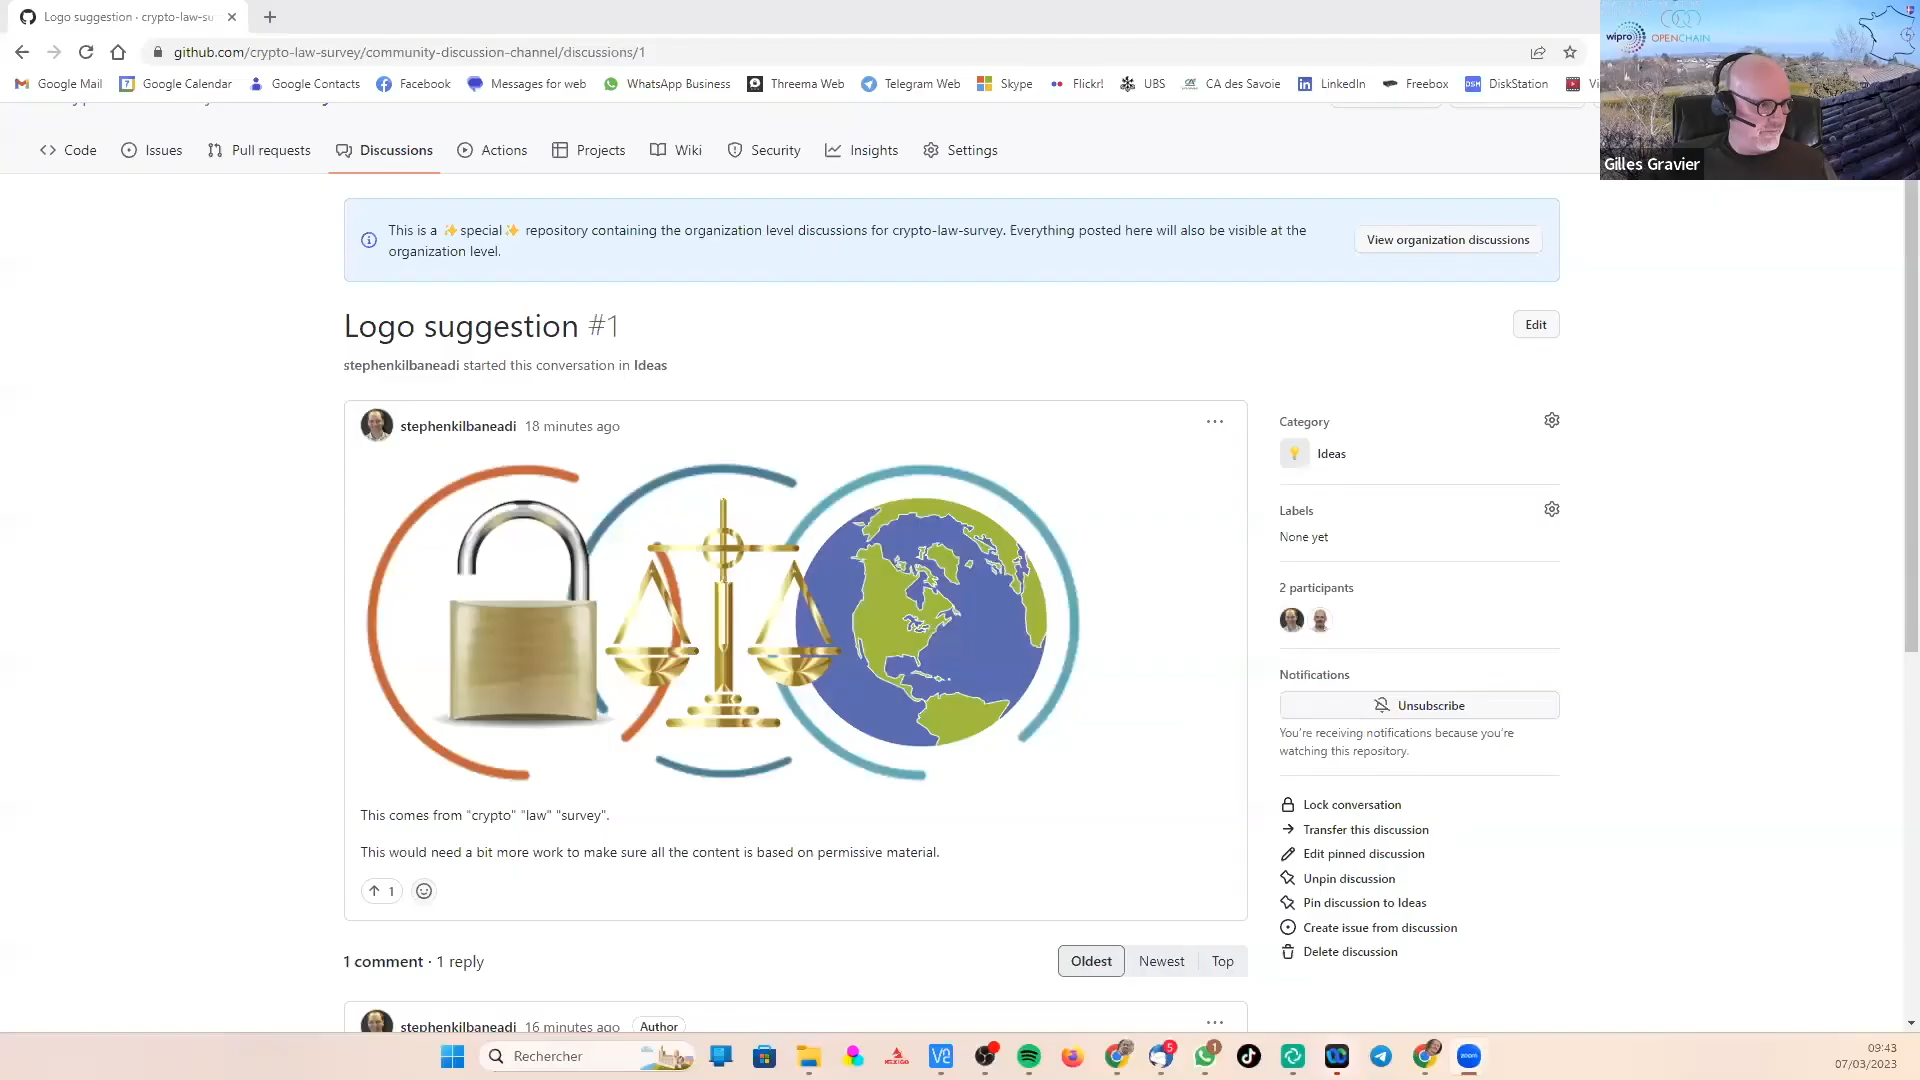 Logo suggestion · crypto-law-su
github.com/crypto-law-survey/community-discussion-channel/discussions/1
Google Mail Google Calendar Google Contacts Facebook Messages for web WhatsApp Business Threema Web Telegram Web Skype Flickr! UBS CA des Savoie LinkedIn Freebox DiskStation
wipro OPENCHAIN
Gilles Gravier
Code Issues Pull requests Discussions Actions Projects Wiki Security Insights Settings
This is a ✨special✨ repository containing the organization level discussions for crypto-law-survey. Everything posted here will also be visible at the
organization level.
View organization discussions
Logo suggestion #1
Edit
stephenkilbaneadi started this conversation in Ideas
stephenkilbaneadi 18 minutes ago
This comes from "crypto" "law" "survey".
This would need a bit more work to make sure all the content is based on permissive material.
1
1 comment · 1 reply
Oldest Newest Top
stephenkilbaneadi 16 minutes ago Author
Category
Ideas
Labels
None yet
2 participants
Notifications
Unsubscribe
You're receiving notifications because you're
watching this repository.
Lock conversation
Transfer this discussion
Edit pinned discussion
Unpin discussion
Pin discussion to Ideas
Create issue from discussion
Delete discussion
Rechercher
zoom
5
1
09:43
07/03/2023